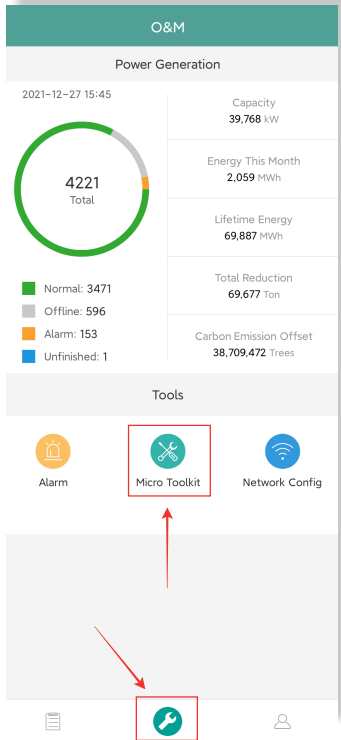 O&M
Power Generation
2021-12-27 15:45
4221
Total
Normal: 3471
Offline: 596
Alarm: 153
Unfinished: 1
Capacity
39,768 kW
Energy This Month
2,059 MWh
Lifetime Energy
69,887 MWh
Total Reduction
69,677 Ton
Carbon Emission Offset
38,709,472 Trees
Tools
Alarm
Micro Toolkit
Network Config